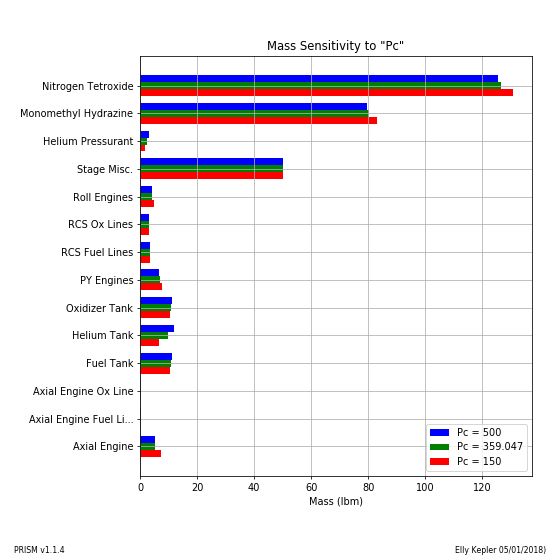 Mass Sensitivity to "Pc"
Nitrogen Tetroxide
Monomethyl Hydrazine
Helium Pressurant
Stage Misc.
Roll Engines
RCS Ox Lines
RCS Fuel Lines
PY Engines
Oxidizer Tank
Helium Tank
Fuel Tank
Axial Engine Ox Line
Axial Engine Fuel Li...
Axial Engine
Pc = 500
Pc = 359.047
Pc = 150
0 20 40 60 80 100 120
Mass (lbm)
PRISM v1.1.4
Elly Kepler 05/01/2018)